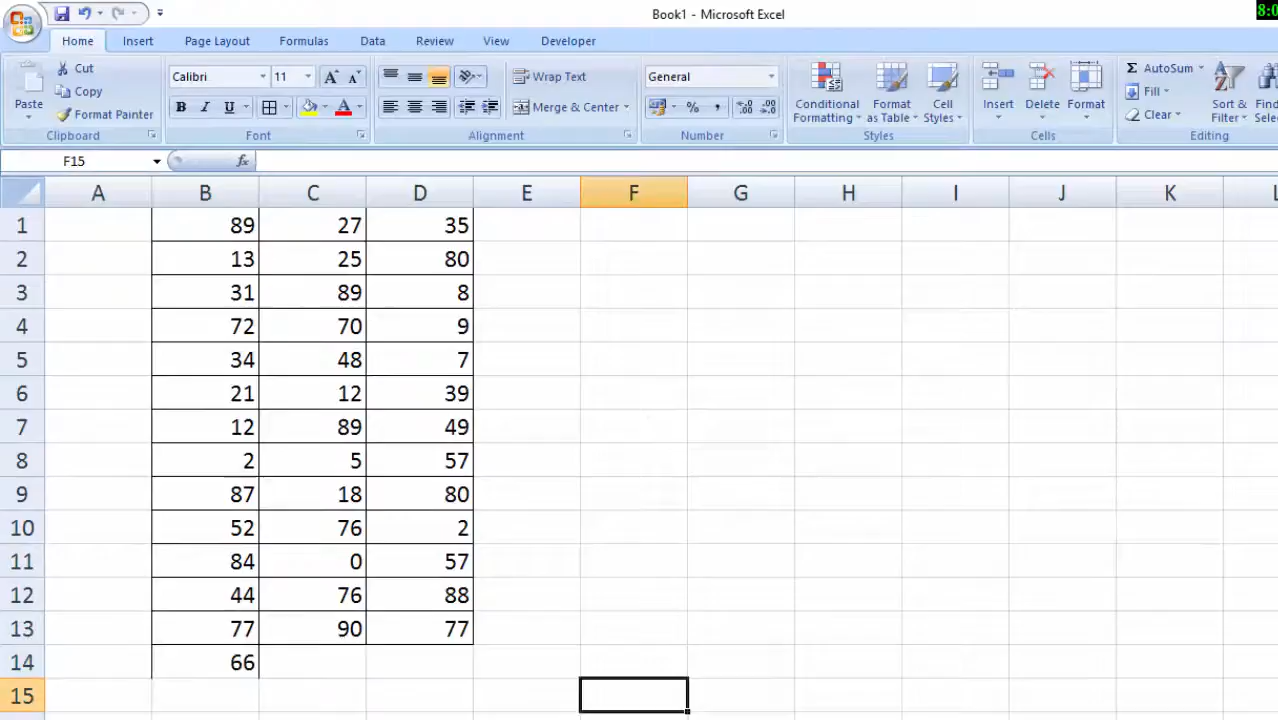 Book1 - Microsoft Excel
8:0
Home Insert Page Layout Formulas Data Review View Developer
Paste
Cut
Copy
Format Painter
Clipboard
Calibri 11
B I U
Font
Wrap Text
Merge & Center
Alignment
General
% ,
Number
Conditional Formatting
Format as Table
Cell Styles
Styles
Insert Delete Format
Cells
Σ AutoSum
Fill
Clear
Sort & Filter
Editing
F15 fx
A B C D E F G H I J K
1 89 27 35
2 13 25 80
3 31 89 8
4 72 70 9
5 34 48 7
6 21 12 39
7 12 89 49
8 2 5 57
9 87 18 80
10 52 76 2
11 84 0 57
12 44 76 88
13 77 90 77
14 66
15